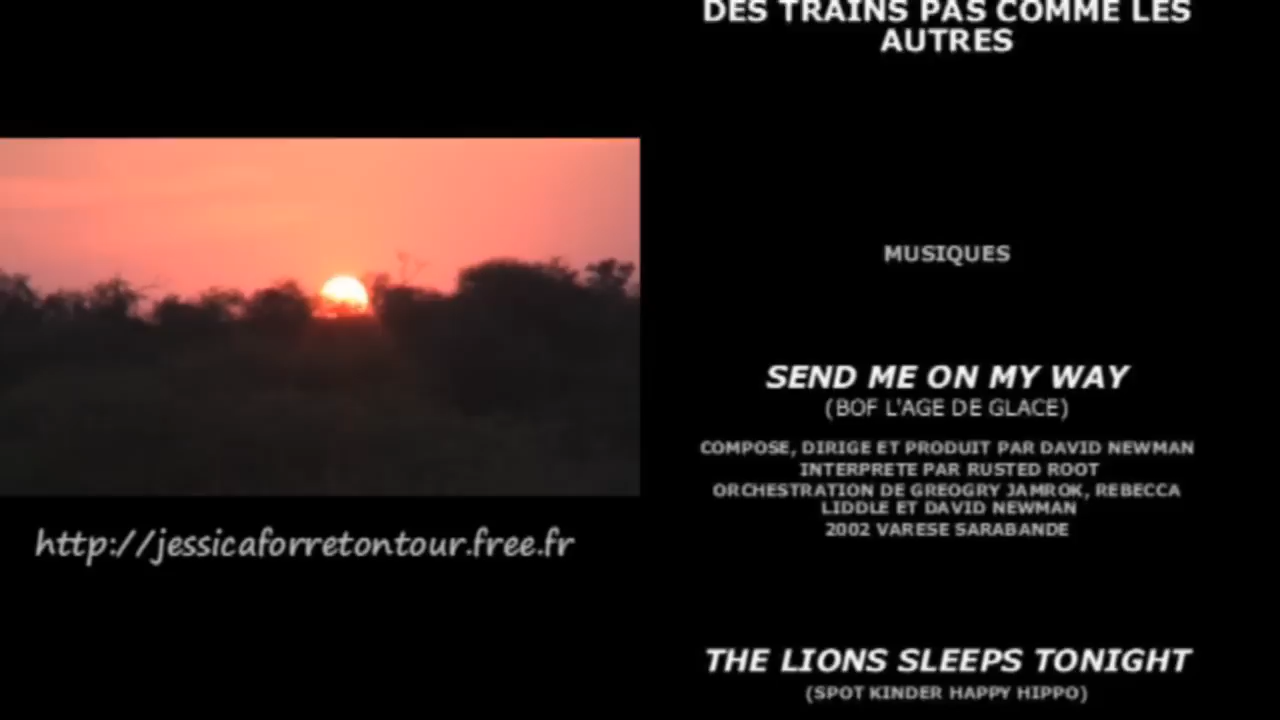 DES TRAINS PAS COMME LES
AUTRES
MUSIQUES
SEND ME ON MY WAY
(BOF L'AGE DE GLACE)
COMPOSE, DIRIGE ET PRODUIT PAR DAVID NEWMAN
INTERPRETE PAR RUSTED ROOT
ORCHESTRATION DE GREOGRY JAMROK, REBECCA
LIDDLE ET DAVID NEWMAN
2002 VARESE SARABANDE
http://jessicaforretontour.free.fr
THE LIONS SLEEPS TONIGHT
(SPOT KINDER HAPPY HIPPO)